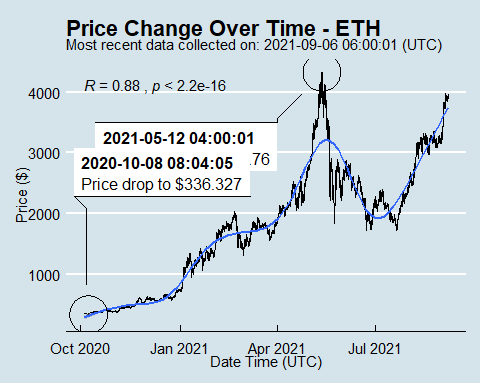 Price Change Over Time - ETH
Most recent data collected on: 2021-09-06 06:00:01 (UTC)
R = 0.88 , p < 2.2e-16
2021-05-12 04:00:01
.76
2020-10-08 08:04:05
Price drop to $336.327
Price ($)
4000
3000
2000
1000
Oct 2020
Jan 2021
Apr 2021
Jul 2021
Date Time (UTC)